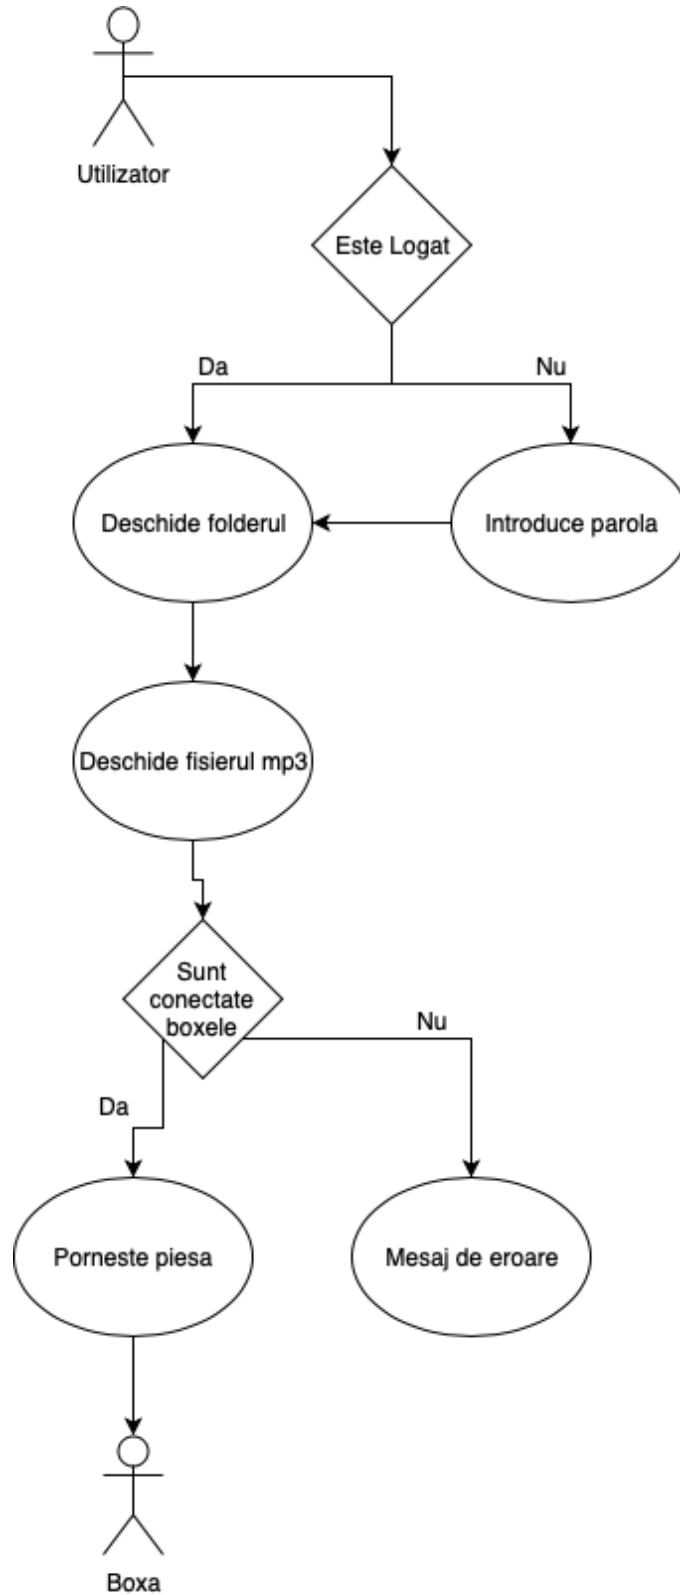 Utilizator
Este Logat
Da
Nu
Deschide folderul
Introduce parola
Deschide fisierul mp3
Sunt
conectate
boxele
Nu
Da
Porneste piesa
Mesaj de eroare
Boxa